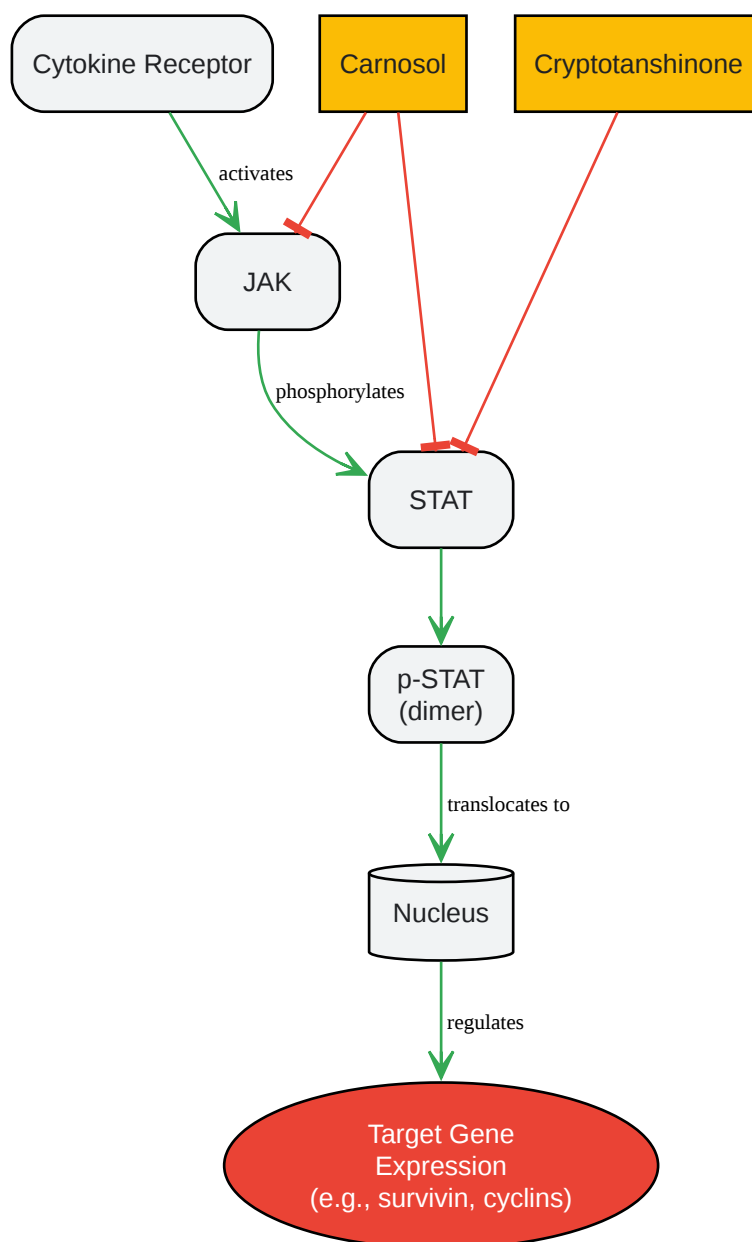 Cytokine Receptor
Carnosol
Cryptotanshinone
activates
JAK
phosphorylates
STAT
p-STAT
(dimer)
translocates to
Nucleus
regulates
Target Gene
Expression
(e.g., survivin, cyclins)